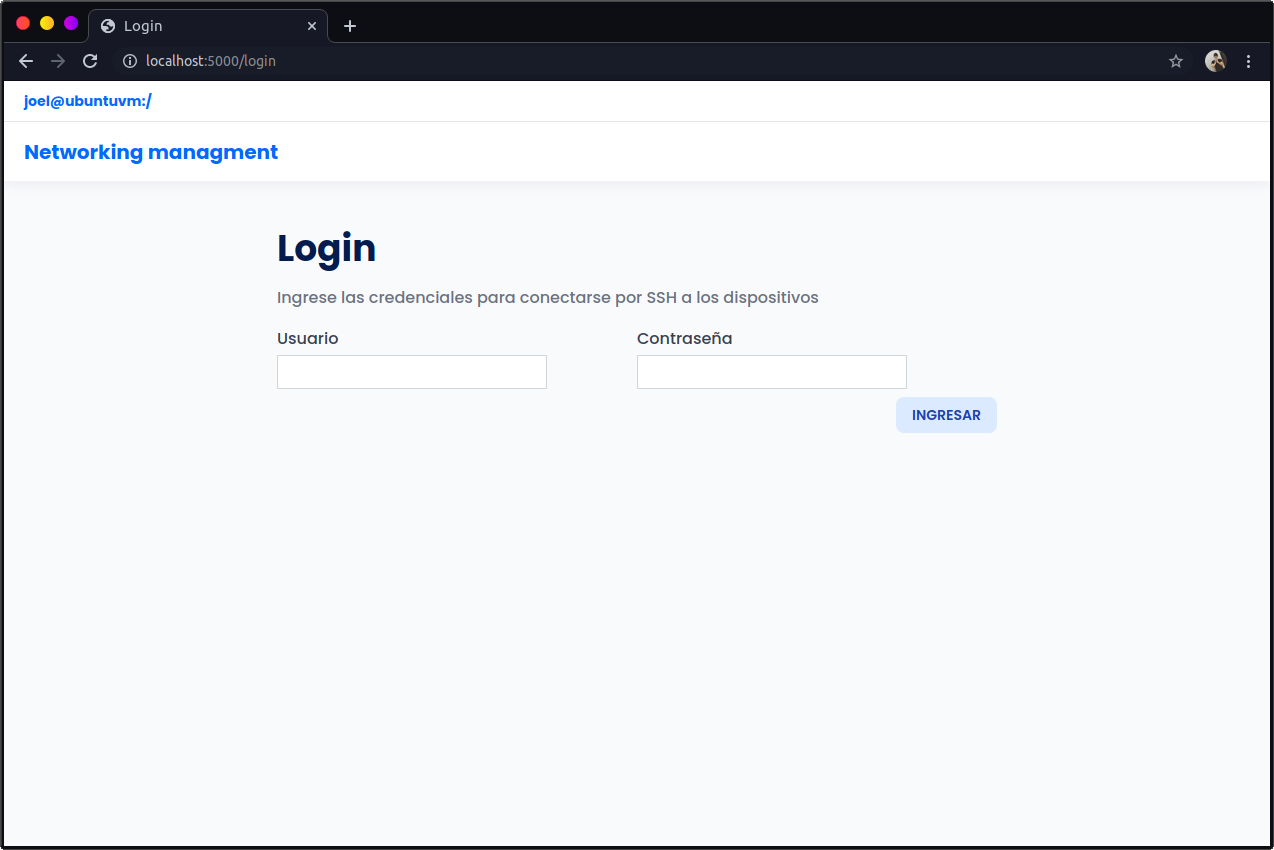 Login
localhost:5000/login
joel@ubuntuvm:/
Networking managment
Login
Ingrese las credenciales para conectarse por SSH a los dispositivos
Usuario Contraseña
INGRESAR